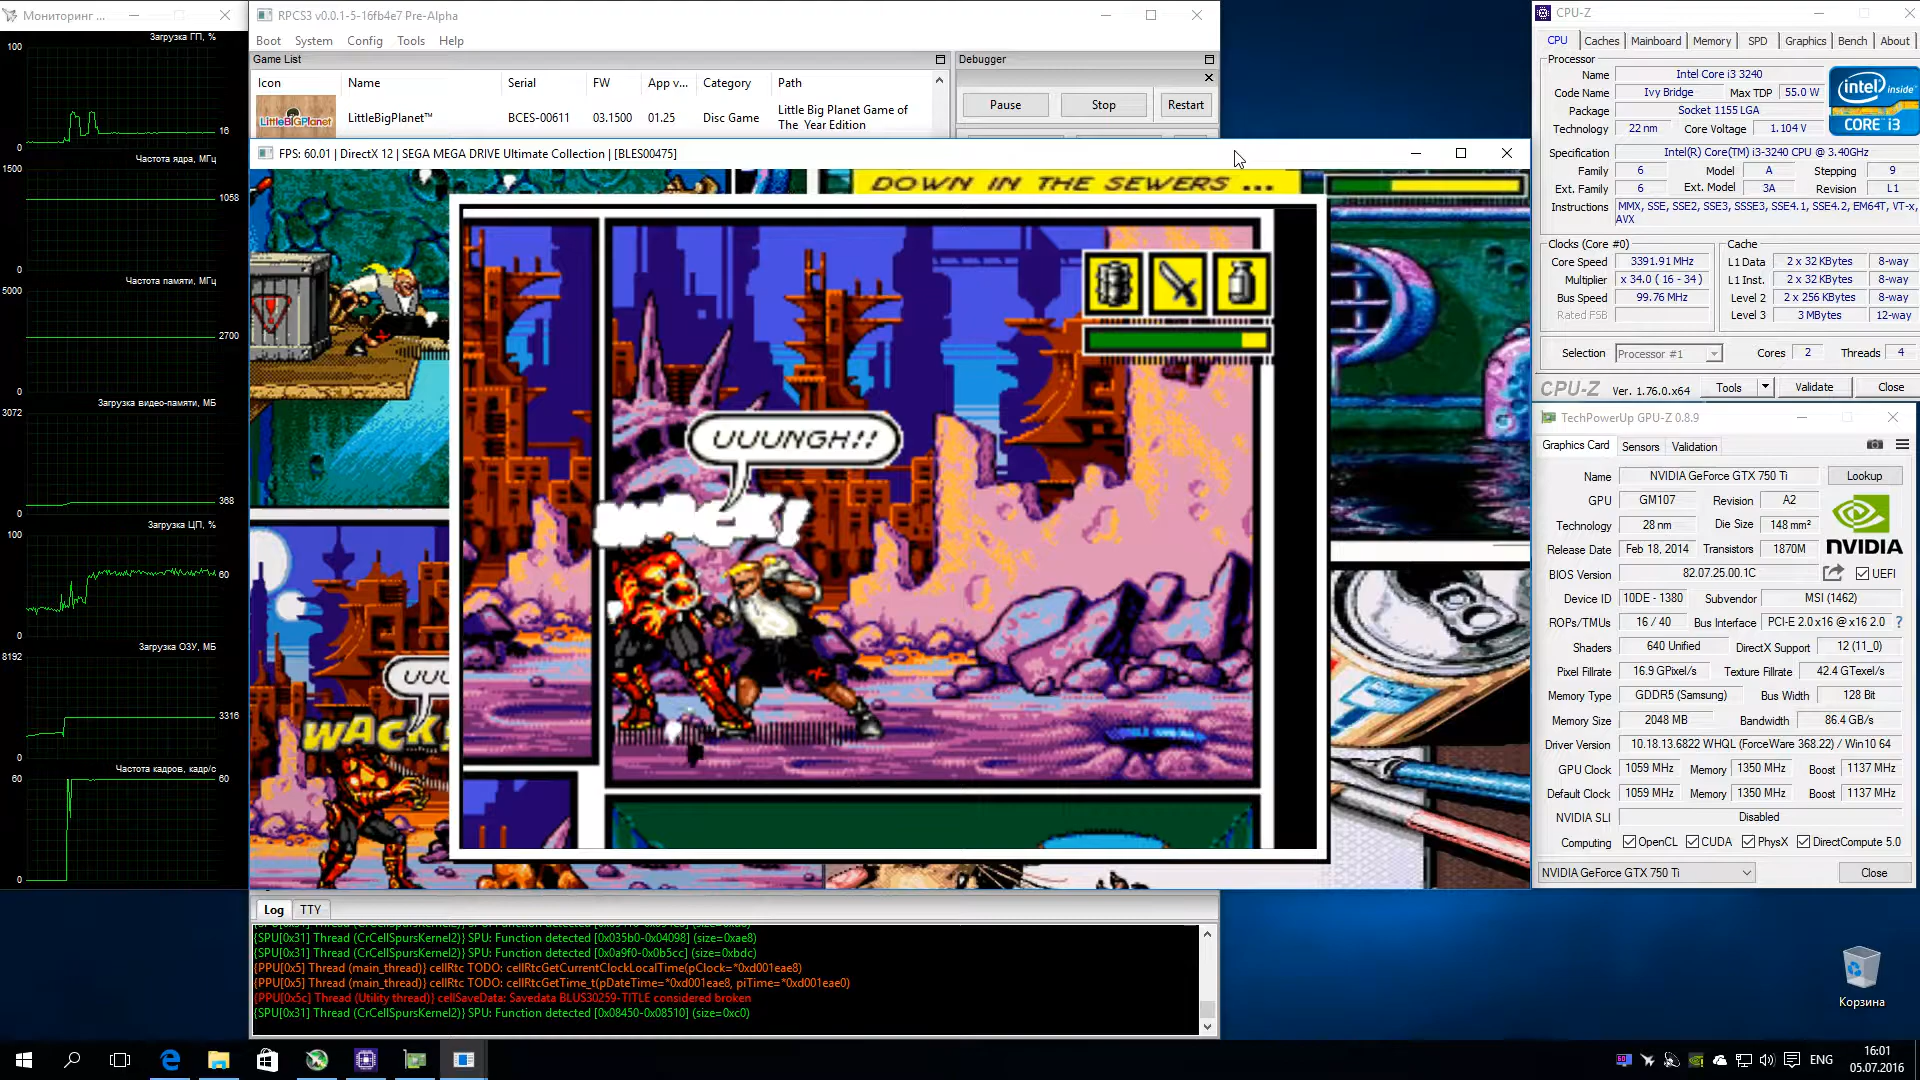 Мониторинг ...
Загрузка ГП, %
100
16
0
Частота ядра, МГц
1500
1058
0
Частота памяти, МГц
5000
2700
0
Загрузка видео-памяти, МБ
3072
368
0
Загрузка ЦП, %
100
60
0
Загрузка ОЗУ, МБ
8192
3316
0
Частота кадров, кадр/с
60
60
0
RPCS3 v0.0.1-5-16fb4e7 Pre-Alpha
Boot System Config Tools Help
Game List
Icon Name Serial FW App v... Category Path
LittleBIGPlanet LittleBigPlanet™ BCES-00611 03.1500 01.25 Disc Game Little Big Planet Game of
The Year Edition
Debugger
Pause Stop Restart
FPS: 60.01 | DirectX 12 | SEGA MEGA DRIVE Ultimate Collection | [BLES00475]
DOWN IN THE SEWERS ...
UUUNGH!!
WACK!
UUU
WACK!
Log TTY
{SPU[0x31] Thread (CrCellSpursKernel2)} SPU: Function detected [0x035b0-0x04098] (size=0xae8)
{SPU[0x31] Thread (CrCellSpursKernel2)} SPU: Function detected [0x0a9f0-0x0b5cc] (size=0xbdc)
{PPU[0x5] Thread (main_thread)} cellRtc TODO: cellRtcGetCurrentClockLocalTime(pClock=*0xd001eae8)
{PPU[0x5] Thread (main_thread)} cellRtc TODO: cellRtcGetTime_t(pDateTime=*0xd001eae8, piTime=*0xd001eae0)
{PPU[0x5c] Thread (Utility thread)} cellSaveData: Savedata BLUS30259-TITLE considered broken
{SPU[0x31] Thread (CrCellSpursKernel2)} SPU: Function detected [0x08450-0x08510] (size=0xc0)
CPU-Z
CPU Caches Mainboard Memory SPD Graphics Bench About
Processor
Name Intel Core i3 3240
Code Name Ivy Bridge Max TDP 55.0 W
Package Socket 1155 LGA
Technology 22 nm Core Voltage 1.104 V
intel inside™
CORE i3
Specification Intel(R) Core(TM) i3-3240 CPU @ 3.40GHz
Family 6 Model A Stepping 9
Ext. Family 6 Ext. Model 3A Revision L1
Instructions MMX, SSE, SSE2, SSE3, SSSE3, SSE4.1, SSE4.2, EM64T, VT-x,
AVX
Clocks (Core #0)
Core Speed 3391.91 MHz
Multiplier x 34.0 ( 16 - 34 )
Bus Speed 99.76 MHz
Rated FSB
Cache
L1 Data 2 x 32 KBytes 8-way
L1 Inst. 2 x 32 KBytes 8-way
Level 2 2 x 256 KBytes 8-way
Level 3 3 MBytes 12-way
Selection Processor #1 Cores 2 Threads 4
CPU-Z Ver. 1.76.0.x64 Tools Validate Close
TechPowerUp GPU-Z 0.8.9
Graphics Card Sensors Validation
Name NVIDIA GeForce GTX 750 Ti Lookup
GPU GM107 Revision A2
Technology 28 nm Die Size 148 mm²
Release Date Feb 18, 2014 Transistors 1870M
NVIDIA
BIOS Version 82.07.25.00.1C UEFI
Device ID 10DE - 1380 Subvendor MSI (1462)
ROPs/TMUs 16 / 40 Bus Interface PCI-E 2.0 x16 @ x16 2.0 ?
Shaders 640 Unified DirectX Support 12 (11_0)
Pixel Fillrate 16.9 GPixel/s Texture Fillrate 42.4 GTexel/s
Memory Type GDDR5 (Samsung) Bus Width 128 Bit
Memory Size 2048 MB Bandwidth 86.4 GB/s
Driver Version 10.18.13.6822 WHQL (ForceWare 368.22) / Win10 64
GPU Clock 1059 MHz Memory 1350 MHz Boost 1137 MHz
Default Clock 1059 MHz Memory 1350 MHz Boost 1137 MHz
NVIDIA SLI Disabled
Computing OpenCL CUDA PhysX DirectCompute 5.0
NVIDIA GeForce GTX 750 Ti Close
Корзина
ENG
16:01
05.07.2016